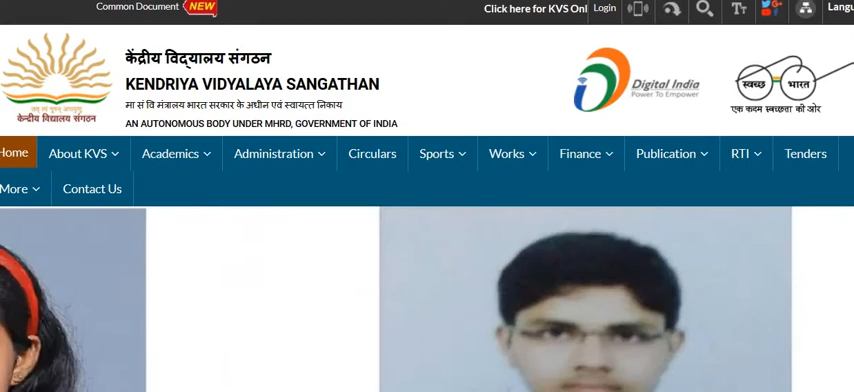 Common Document NEW
Click here for KVS Onl
Login
Tт
Langu
केंद्रीय विद्यालय संगठन
KENDRIYA VIDYALAYA SANGATHAN
मा सं वि मंत्रालय भारत सरकार के अधीन एवं स्वायत्त निकाय
AN AUTONOMOUS BODY UNDER MHRD, GOVERNMENT OF INDIA
केन्द्रीय विद्यालय संगठन
Digital India
Power To Empower
स्वच्छ भारत
एक कदम स्वच्छता की ओर
Home About KVS Academics Administration Circulars Sports Works Finance Publication RTI Tenders
More Contact Us